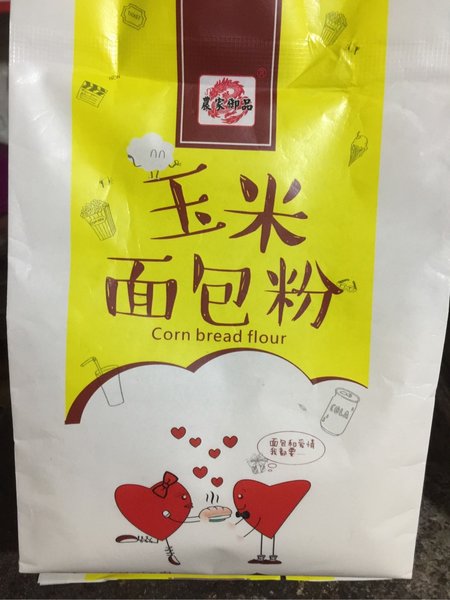 TICKET
農家御品
®
玉米
面包粉
Corn bread flour
COLA
面包和爱情
我都要...